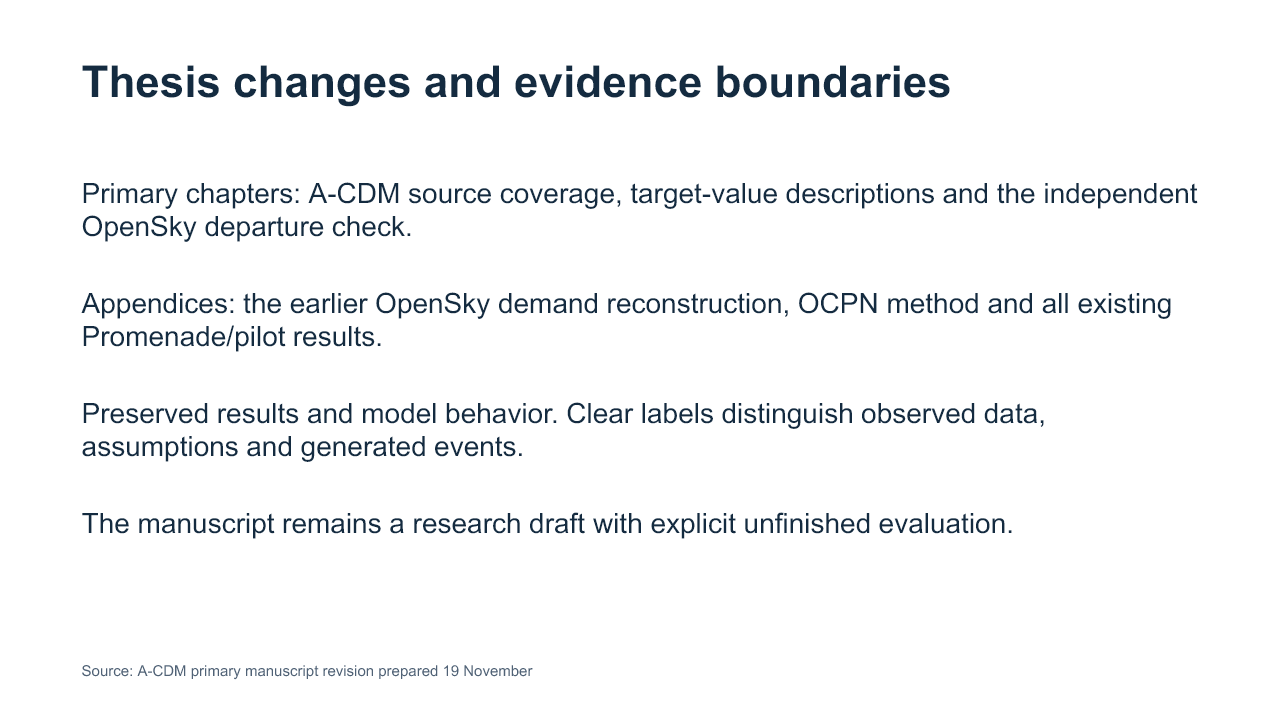 Thesis changes and evidence boundaries
Primary chapters: A-CDM source coverage, target-value descriptions and the independent
OpenSky departure check.
Appendices: the earlier OpenSky demand reconstruction, OCPN method and all existing
Promenade/pilot results.
Preserved results and model behavior. Clear labels distinguish observed data,
assumptions and generated events.
The manuscript remains a research draft with explicit unfinished evaluation.
Source: A-CDM primary manuscript revision prepared 19 November